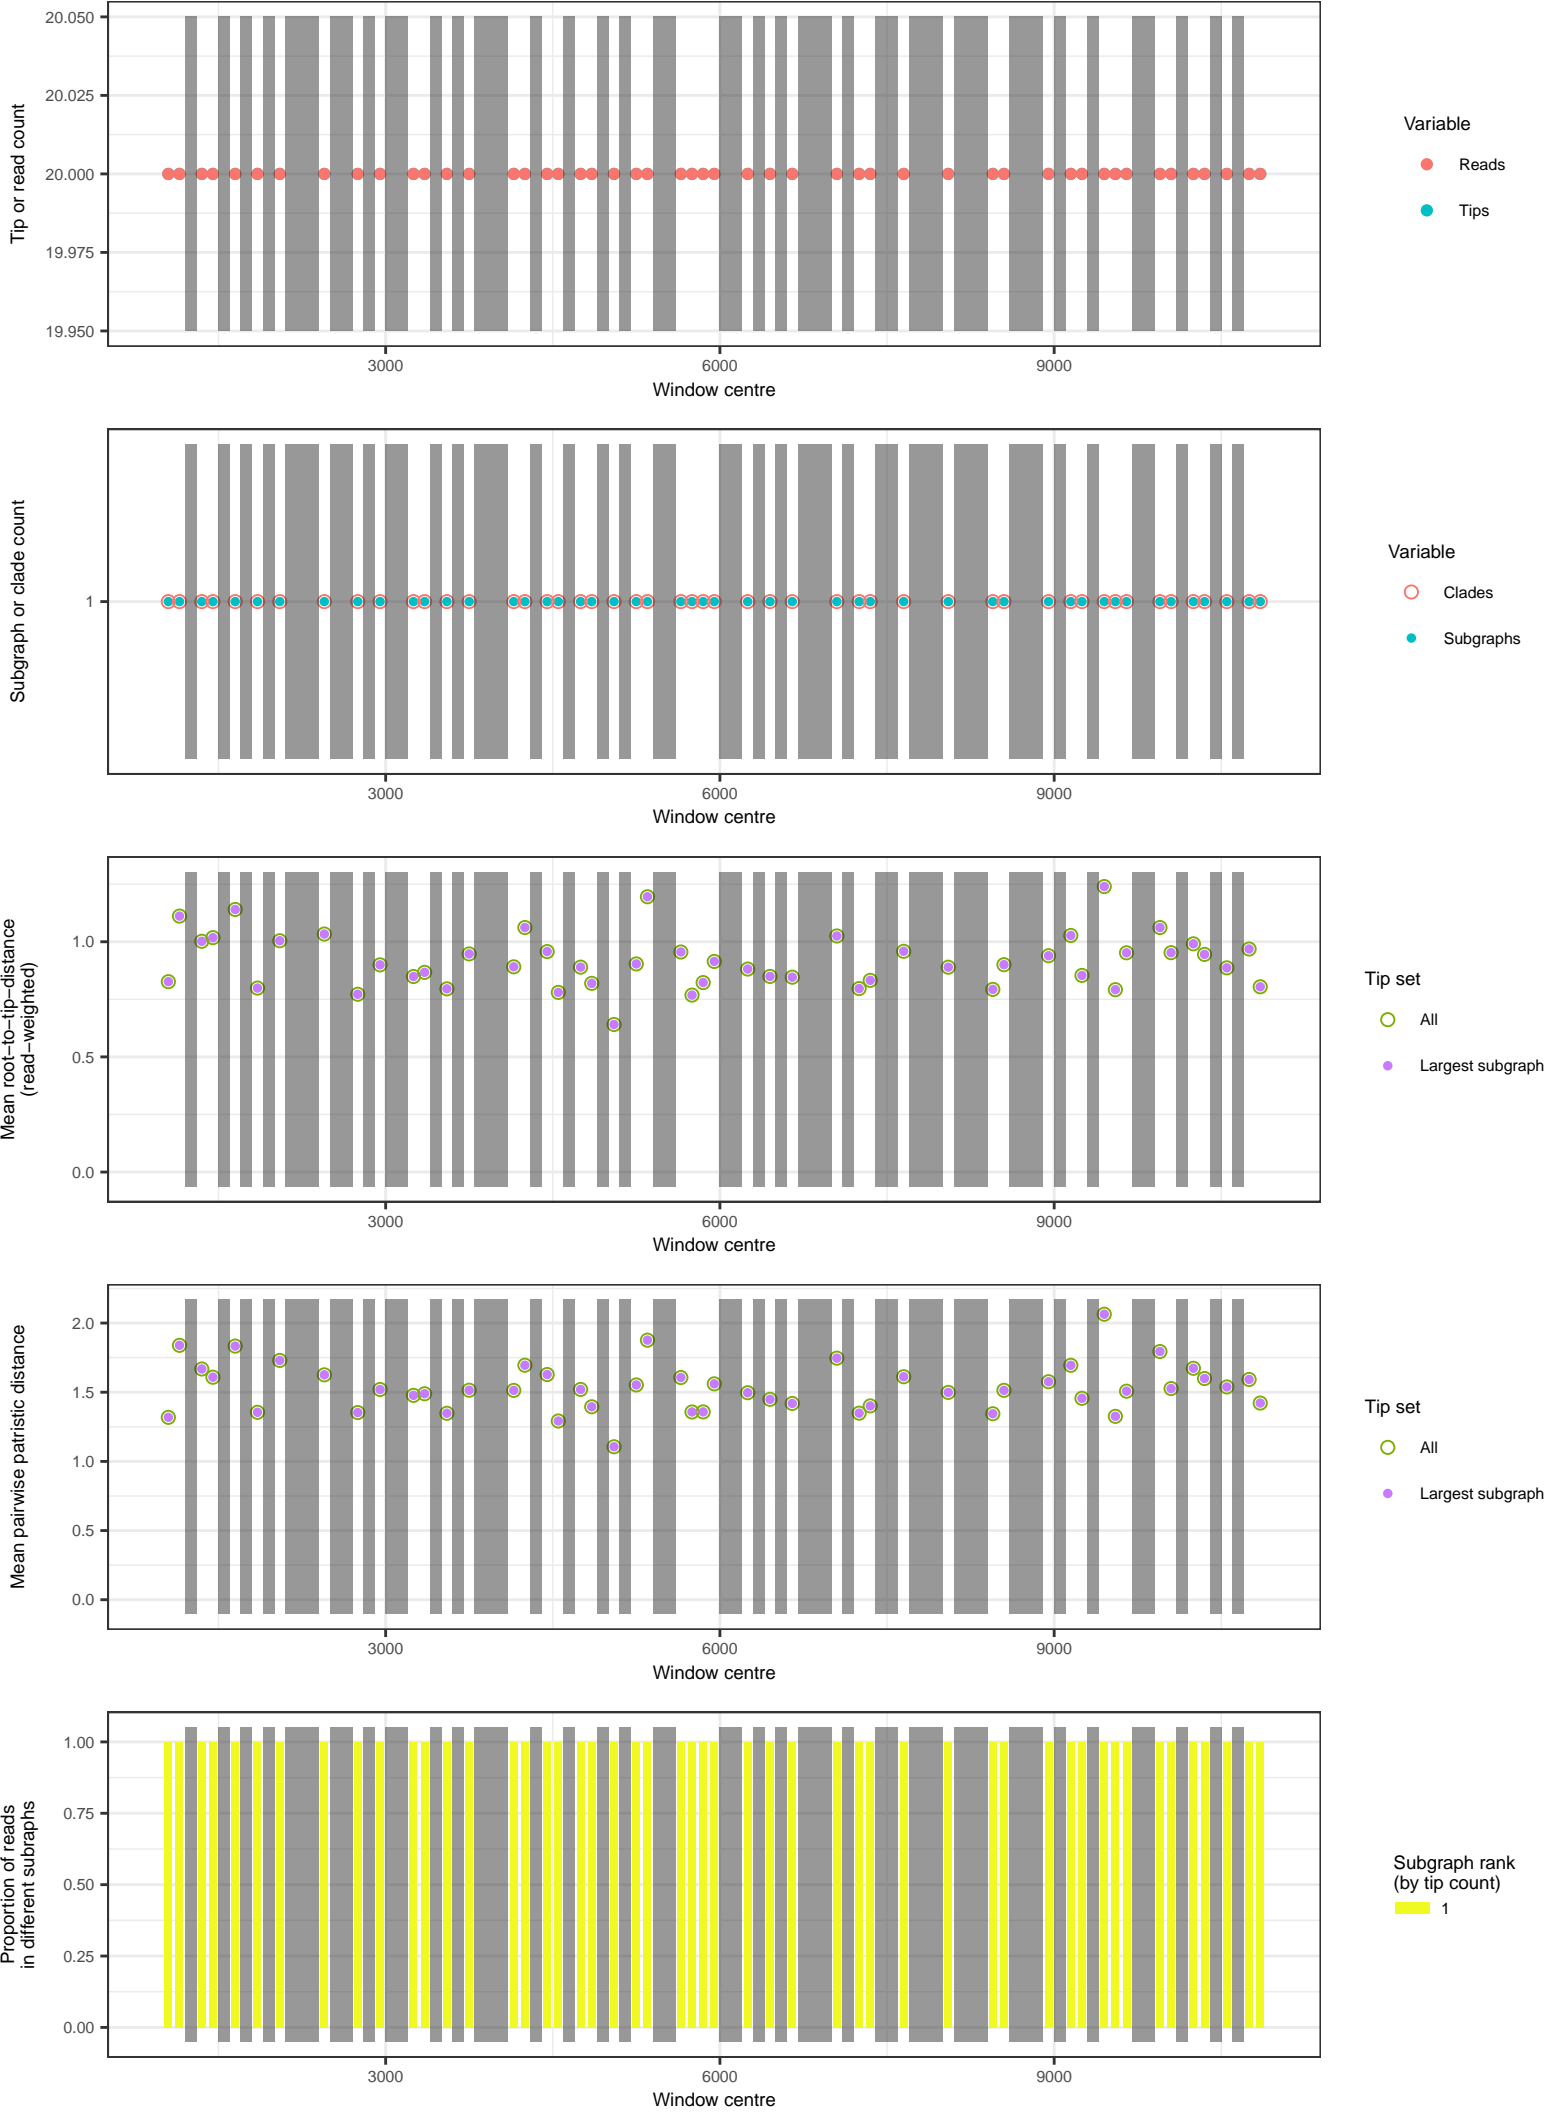 20.050
20.025
20.000
19.975
19.950
Tip or read count
3000
6000
9000
Window centre
Variable
Reads
Tips
1
Subgraph or clade count
3000
6000
9000
Window centre
Variable
Clades
Subgraphs
1.0
0.5
0.0
Mean root−to−tip−distance
(read−weighted)
3000
6000
9000
Window centre
Tip set
All
Largest subgraph
2.0
1.5
1.0
0.5
0.0
Mean pairwise patristic distance
3000
6000
9000
Window centre
Tip set
All
Largest subgraph
1.00
0.75
0.50
0.25
0.00
Proportion of reads
in different subraphs
3000
6000
9000
Window centre
Subgraph rank
(by tip count)
1